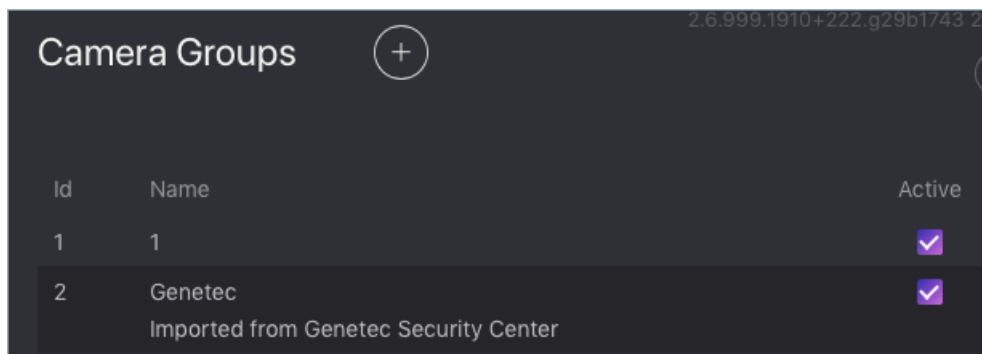 2.6.999.1910+222.g29b1743 2
Camera Groups
Id Name Active
1 1
2 Genetec
Imported from Genetec Security Center